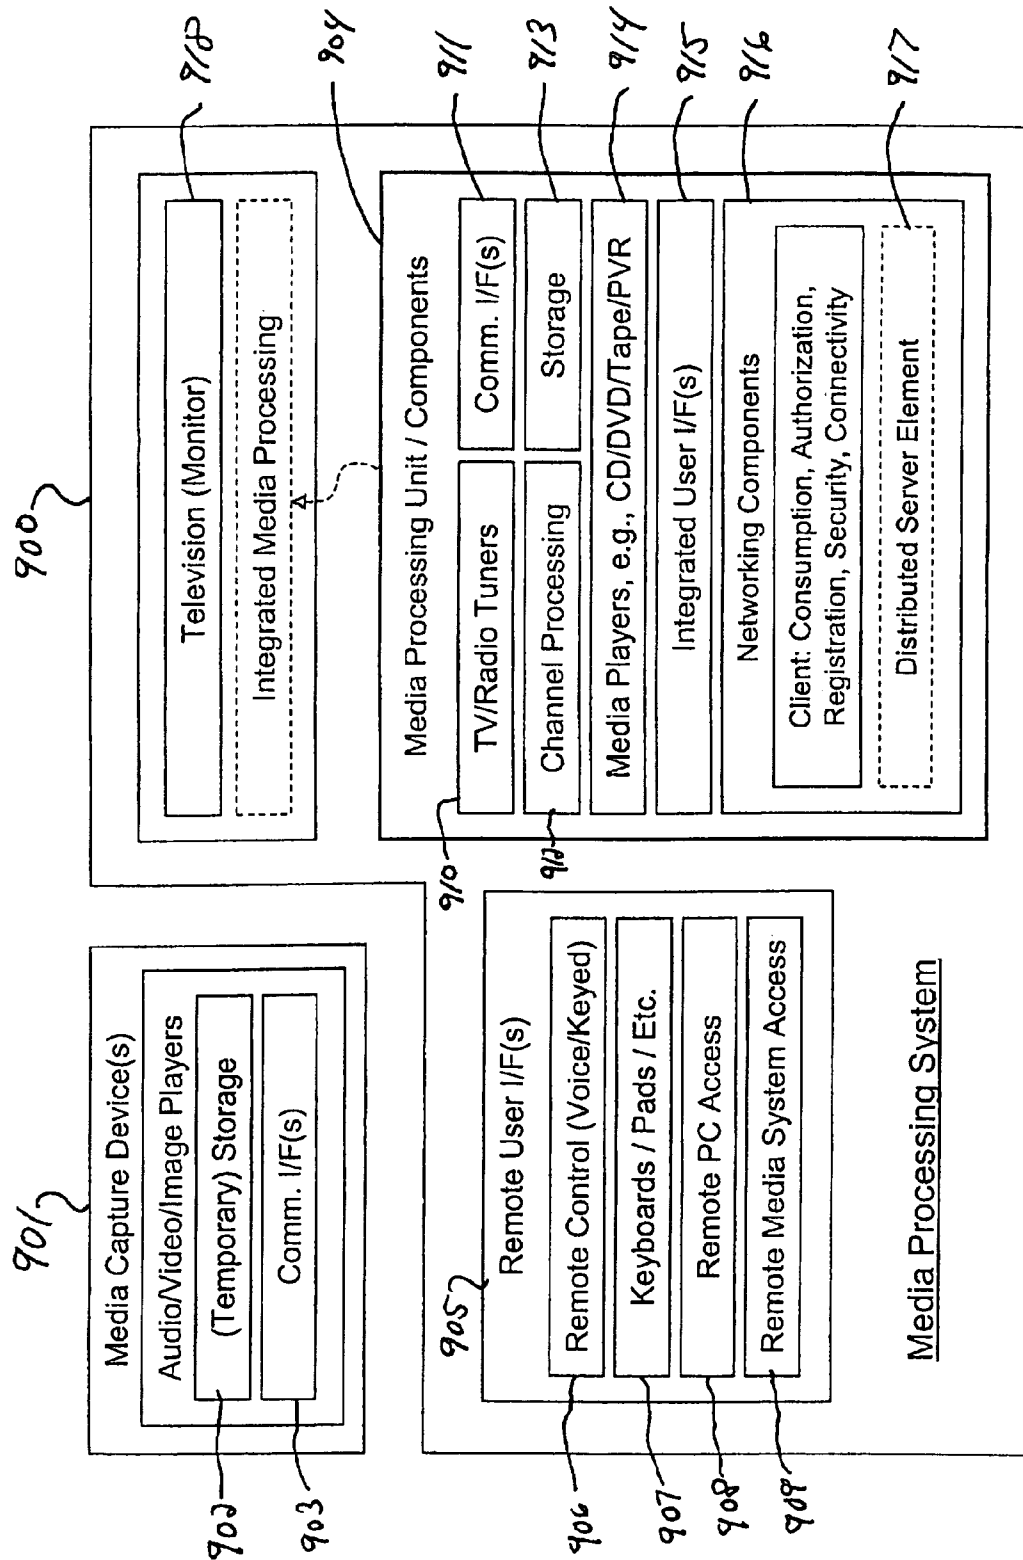 900
901
Media Capture Device(s)
Audio/Video/Image Players
902
(Temporary) Storage
903
Comm. I/F(s)
918
Television (Monitor)
Integrated Media Processing
904
Media Processing Unit / Components
910
TV/Radio Tuners
Comm. I/F(s)
911
912
Channel Processing
Storage
913
Media Players, e.g., CD/DVD/Tape/PVR
914
Integrated User I/F(s)
915
Networking Components
916
Client: Consumption, Authorization,
Registration, Security, Connectivity
Distributed Server Element
917
905
Remote User I/F(s)
906
Remote Control (Voice/Keyed)
907
Keyboards / Pads / Etc.
908
Remote PC Access
909
Remote Media System Access
Media Processing System